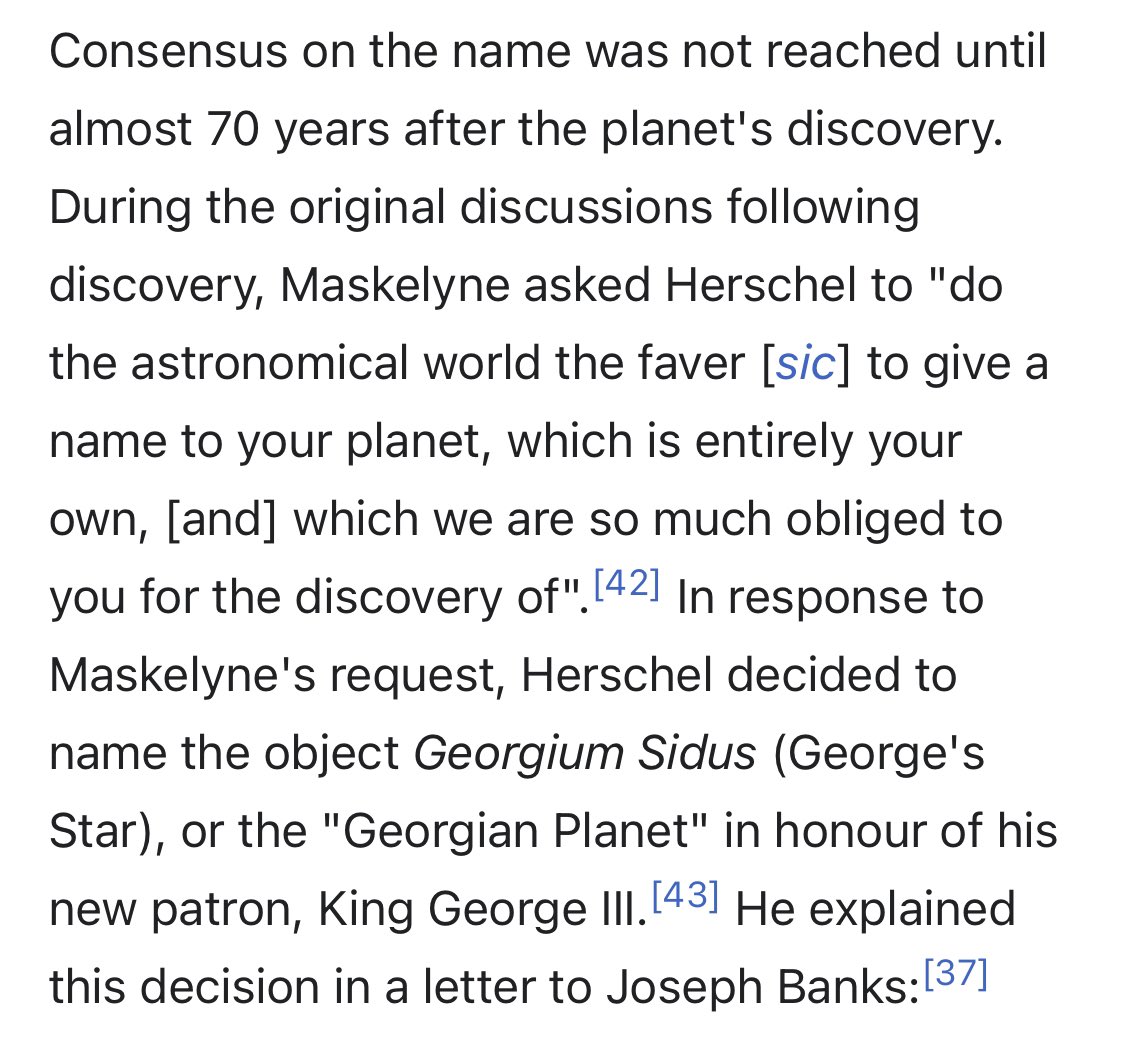 Consensus on the name was not reached until
almost 70 years after the planet's discovery.
During the original discussions following
discovery, Maskelyne asked Herschel to "do
the astronomical world the faver [sic] to give a
name to your planet, which is entirely your
own, [and] which we are so much obliged to
you for the discovery of".[42] In response to
Maskelyne's request, Herschel decided to
name the object Georgium Sidus (George's
Star), or the "Georgian Planet" in honour of his
new patron, King George III.[43] He explained
this decision in a letter to Joseph Banks:[37]